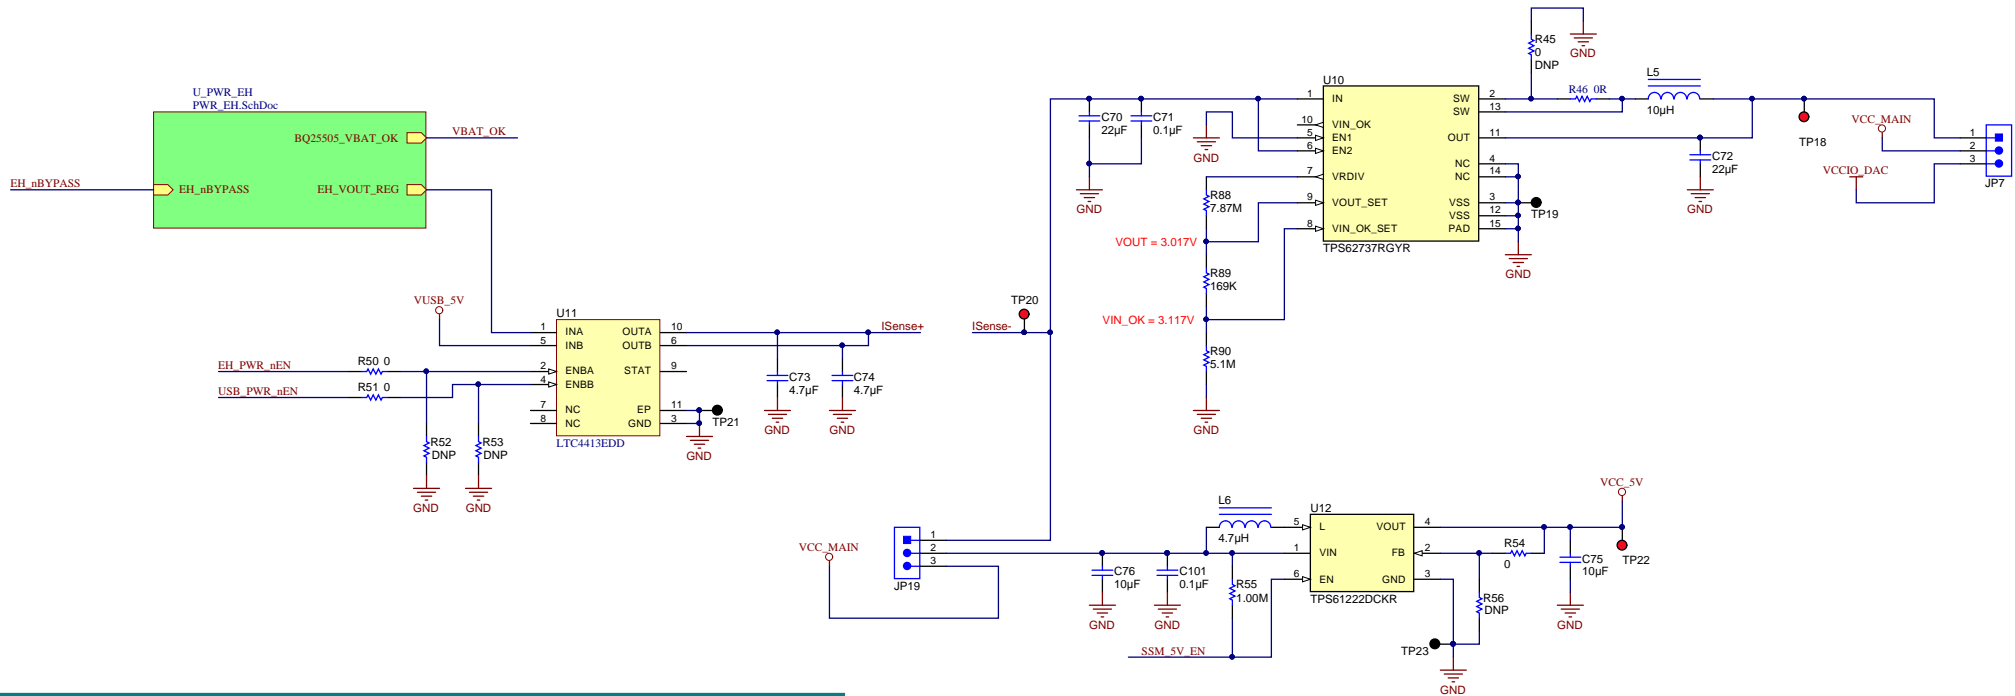 U_PWR_EH
PWR_EH.SchDoc
BQ25505_VBAT_OK
VBAT_OK
EH_nBYPASS
EH_nBYPASS
EH_VOUT_REG
VUSB_5V
U11
1 INA OUTA 10
5 INB OUTB 6
2 ENBA STAT 9
4 ENBB
7 NC EP 11
8 NC GND 3
LTC4413EDD
EH_PWR_nEN
R50 0
USB_PWR_nEN
R51 0
R52
DNP
GND
R53
DNP
GND
TP21
GND
C73
4.7µF
GND
C74
4.7µF
GND
ISense+
ISense-
TP20
C70
22µF
C71
0.1µF
GND
GND
U10
1 IN SW 2
SW 13
10 VIN_OK
5 EN1 OUT 11
6 EN2
NC 4
7 VRDIV NC 14
9 VOUT_SET VSS 3
VSS 12
8 VIN_OK_SET PAD 15
TPS62737RGYR
R88
7.87M
VOUT = 3.017V
R89
169K
VIN_OK = 3.117V
R90
5.1M
GND
R45
0
DNP
GND
R46 0R
L5
10µH
TP18
C72
22µF
GND
TP19
GND
VCC_MAIN
VCCIO_DAC
1
2
3
JP7
VCC_MAIN
1
2
3
JP19
C76
10µF
GND
C101
0.1µF
GND
L6
4.7µH
R55
1.00M
SSM_5V_EN
U12
5 L VOUT 4
1 VIN FB 2
6 EN GND 3
TPS61222DCKR
R54
0
R56
DNP
TP23
GND
C75
10µF
GND
VCC_5V
TP22